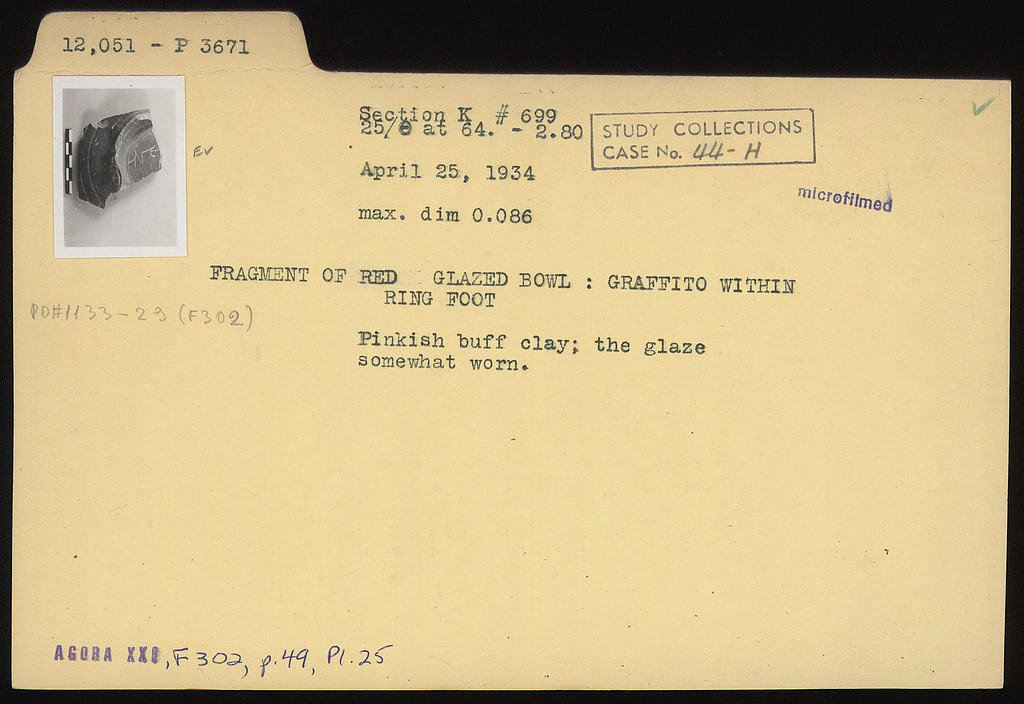 12,051 - P 3671
Section K # 699
25/Θ at 64. - 2.80
STUDY COLLECTIONS
CASE No. 44-H
April 25, 1934
microfilmed
max. dim 0.086
EV
FRAGMENT OF RED GLAZED BOWL : GRAFFITO WITHIN
RING FOOT
PD#1133-29 (F302)
Pinkish buff clay; the glaze
somewhat worn.
AGORA XXI, F302, p.49, Pl.25